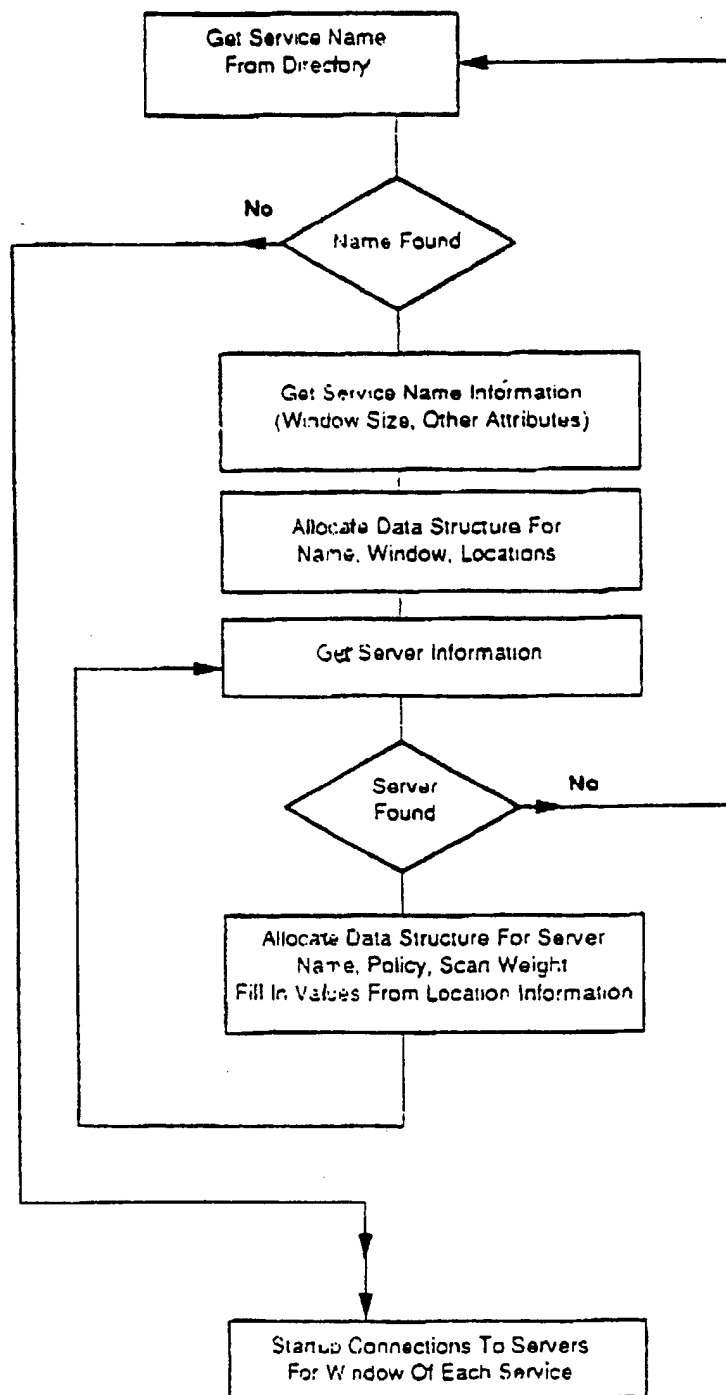 Get Service Name
From Directory
No
Name Found
Get Service Name Information
(Window Size, Other Attributes)
Allocate Data Structure For
Name, Window, Locations
Get Server Information
Server
Found
No
Allocate Data Structure For Server
Name, Policy, Scan Weight
Fill In Values From Location Information
Startup Connections To Servers
For Window Of Each Service